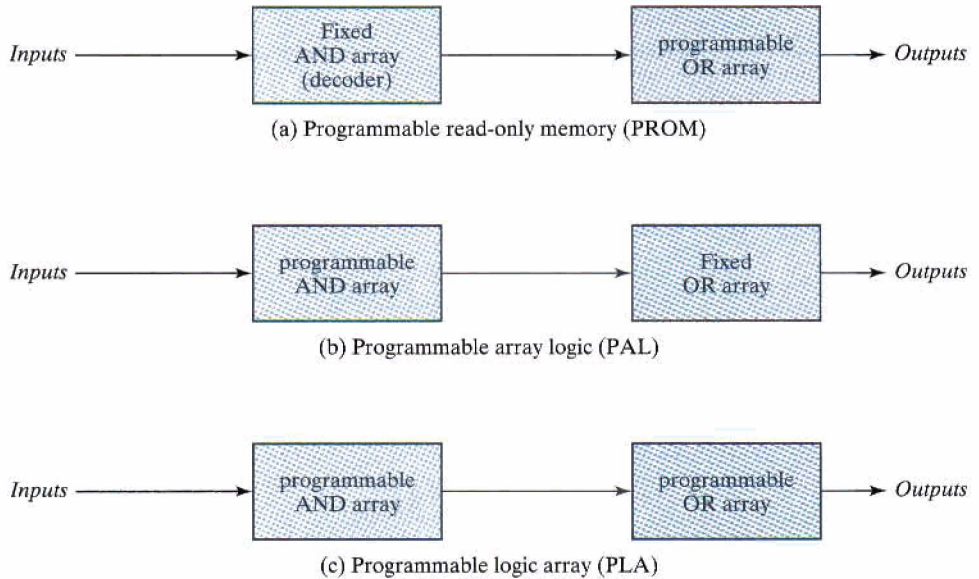 Inputs
Fixed
AND array
(decoder)
programmable
OR array
Outputs
(a) Programmable read-only memory (PROM)
Inputs
programmable
AND array
Fixed
OR array
Outputs
(b) Programmable array logic (PAL)
Inputs
programmable
AND array
programmable
OR array
Outputs
(c) Programmable logic array (PLA)